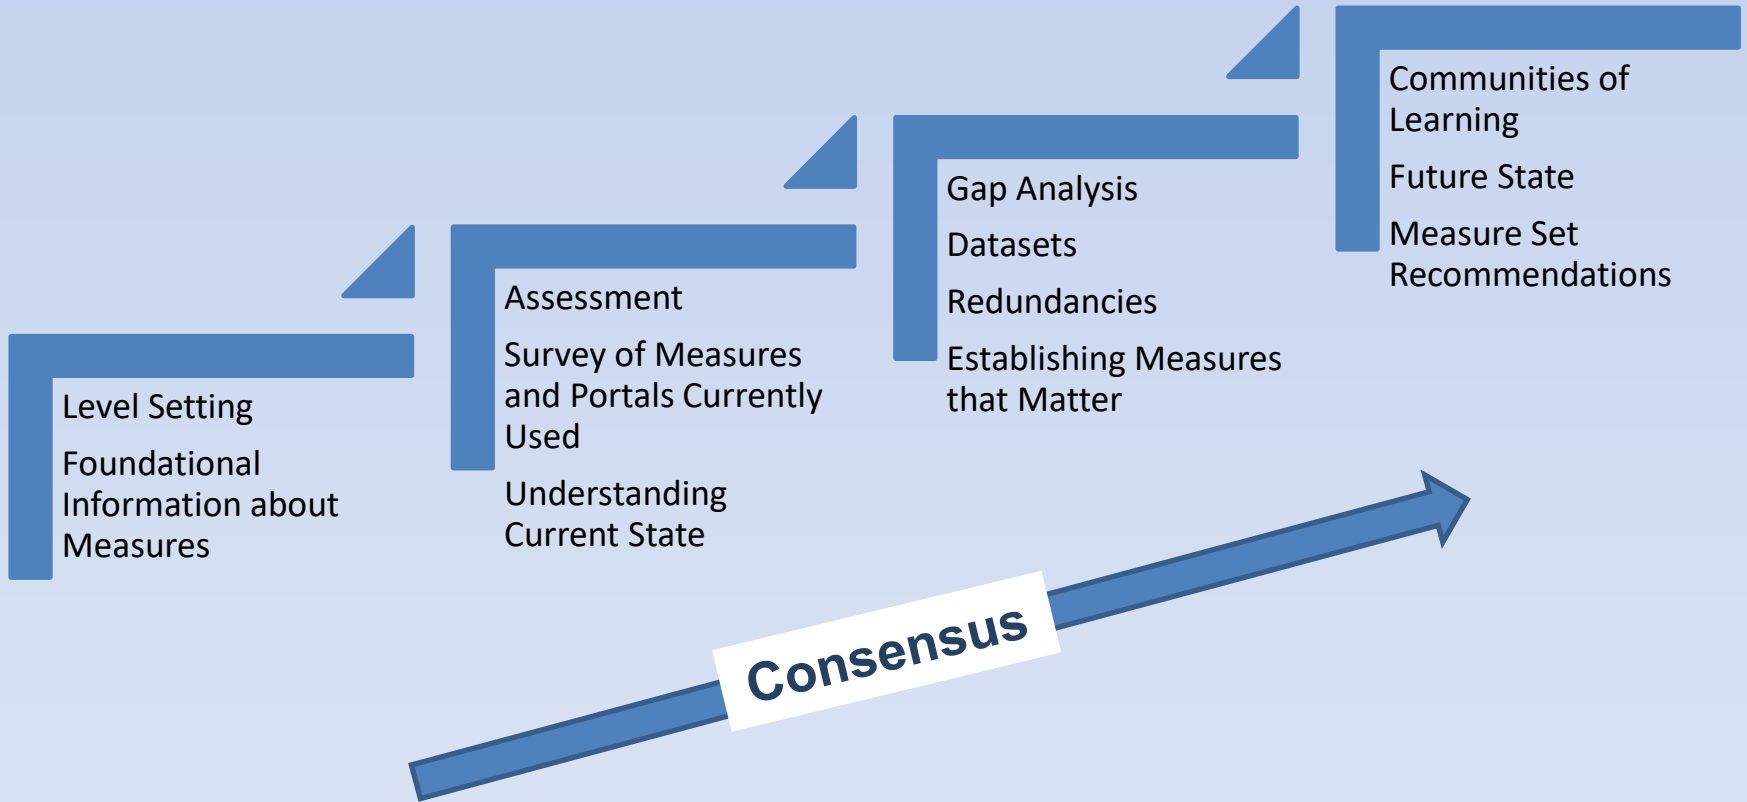 Level Setting
Foundational
Information about
Measures
Assessment
Survey of Measures
and Portals Currently
Used
Understanding
Current State
Gap Analysis
Datasets
Redundancies
Establishing Measures
that Matter
Communities of
Learning
Future State
Measure Set
Recommendations
Consensus